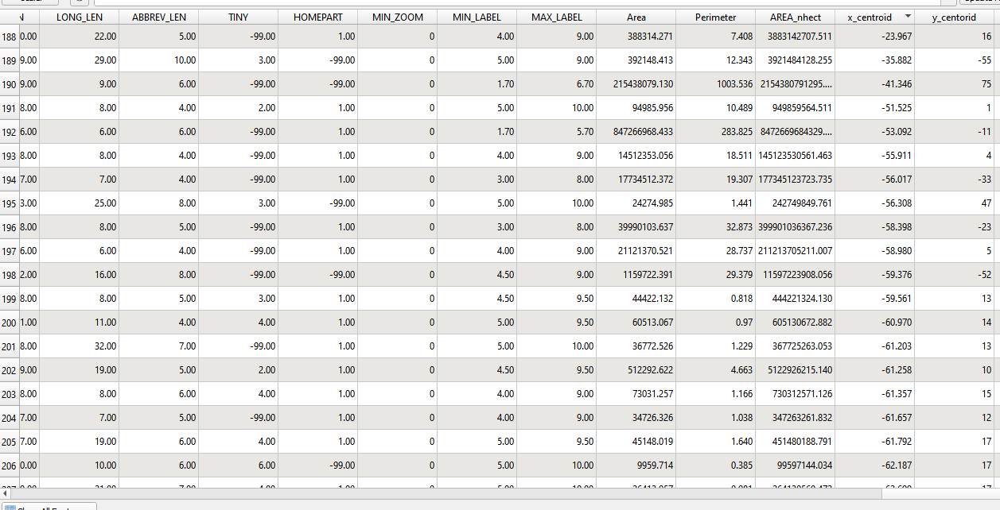 LONG_LEN ABBREV_LEN TINY HOMEPART MIN_ZOOM MIN_LABEL MAX_LABEL Area Perimeter AREA_nhect x_centroid y_centorid
188 0.00 22.00 5.00 -99.00 1.00 0 4.00 9.00 388314.271 7.408 3883142707.511 -23.967 16
189 9.00 29.00 10.00 3.00 -99.00 0 5.00 9.00 392148.413 12.343 3921484128.255 -35.882 -55
190 9.00 9.00 6.00 -99.00 -99.00 0 1.70 6.70 215438079.130 1003.536 2154380791295.... -41.346 75
191 8.00 8.00 4.00 2.00 1.00 0 5.00 10.00 94985.956 10.489 949859564.511 -51.525 1
192 6.00 6.00 6.00 -99.00 1.00 0 1.70 5.70 847266968.433 283.825 8472669684329.... -53.092 -11
193 8.00 8.00 4.00 -99.00 1.00 0 4.00 9.00 14512353.056 18.511 145123530561.463 -55.911 4
194 7.00 7.00 4.00 -99.00 1.00 0 3.00 8.00 17734512.372 19.307 177345123723.735 -56.017 -33
195 3.00 25.00 8.00 3.00 -99.00 0 5.00 10.00 24274.985 1.441 242749849.761 -56.308 47
196 8.00 8.00 5.00 -99.00 1.00 0 3.00 8.00 39990103.637 32.873 399901036367.236 -58.398 -23
197 6.00 6.00 4.00 -99.00 1.00 0 4.00 9.00 21121370.521 28.737 211213705211.007 -58.980 5
198 2.00 16.00 8.00 -99.00 -99.00 0 4.50 9.00 1159722.391 29.379 11597223908.056 -59.376 -52
199 8.00 8.00 5.00 3.00 1.00 0 4.50 9.50 44422.132 0.818 444221324.130 -59.561 13
200 1.00 11.00 4.00 4.00 1.00 0 5.00 9.50 60513.067 0.97 605130672.882 -60.970 14
201 8.00 32.00 7.00 -99.00 1.00 0 5.00 10.00 36772.526 1.229 367725263.053 -61.203 13
202 9.00 19.00 5.00 2.00 1.00 0 4.50 9.50 512292.622 4.663 5122926215.140 -61.258 10
203 8.00 8.00 6.00 4.00 1.00 0 4.00 9.00 73031.257 1.166 730312571.126 -61.357 15
204 7.00 7.00 5.00 -99.00 1.00 0 4.00 9.00 34726.326 1.038 347263261.832 -61.657 12
205 7.00 19.00 6.00 4.00 1.00 0 5.00 9.50 45148.019 1.640 451480188.791 -61.792 17
206 0.00 10.00 6.00 6.00 -99.00 0 5.00 10.00 9959.714 0.385 99597144.034 -62.187 17